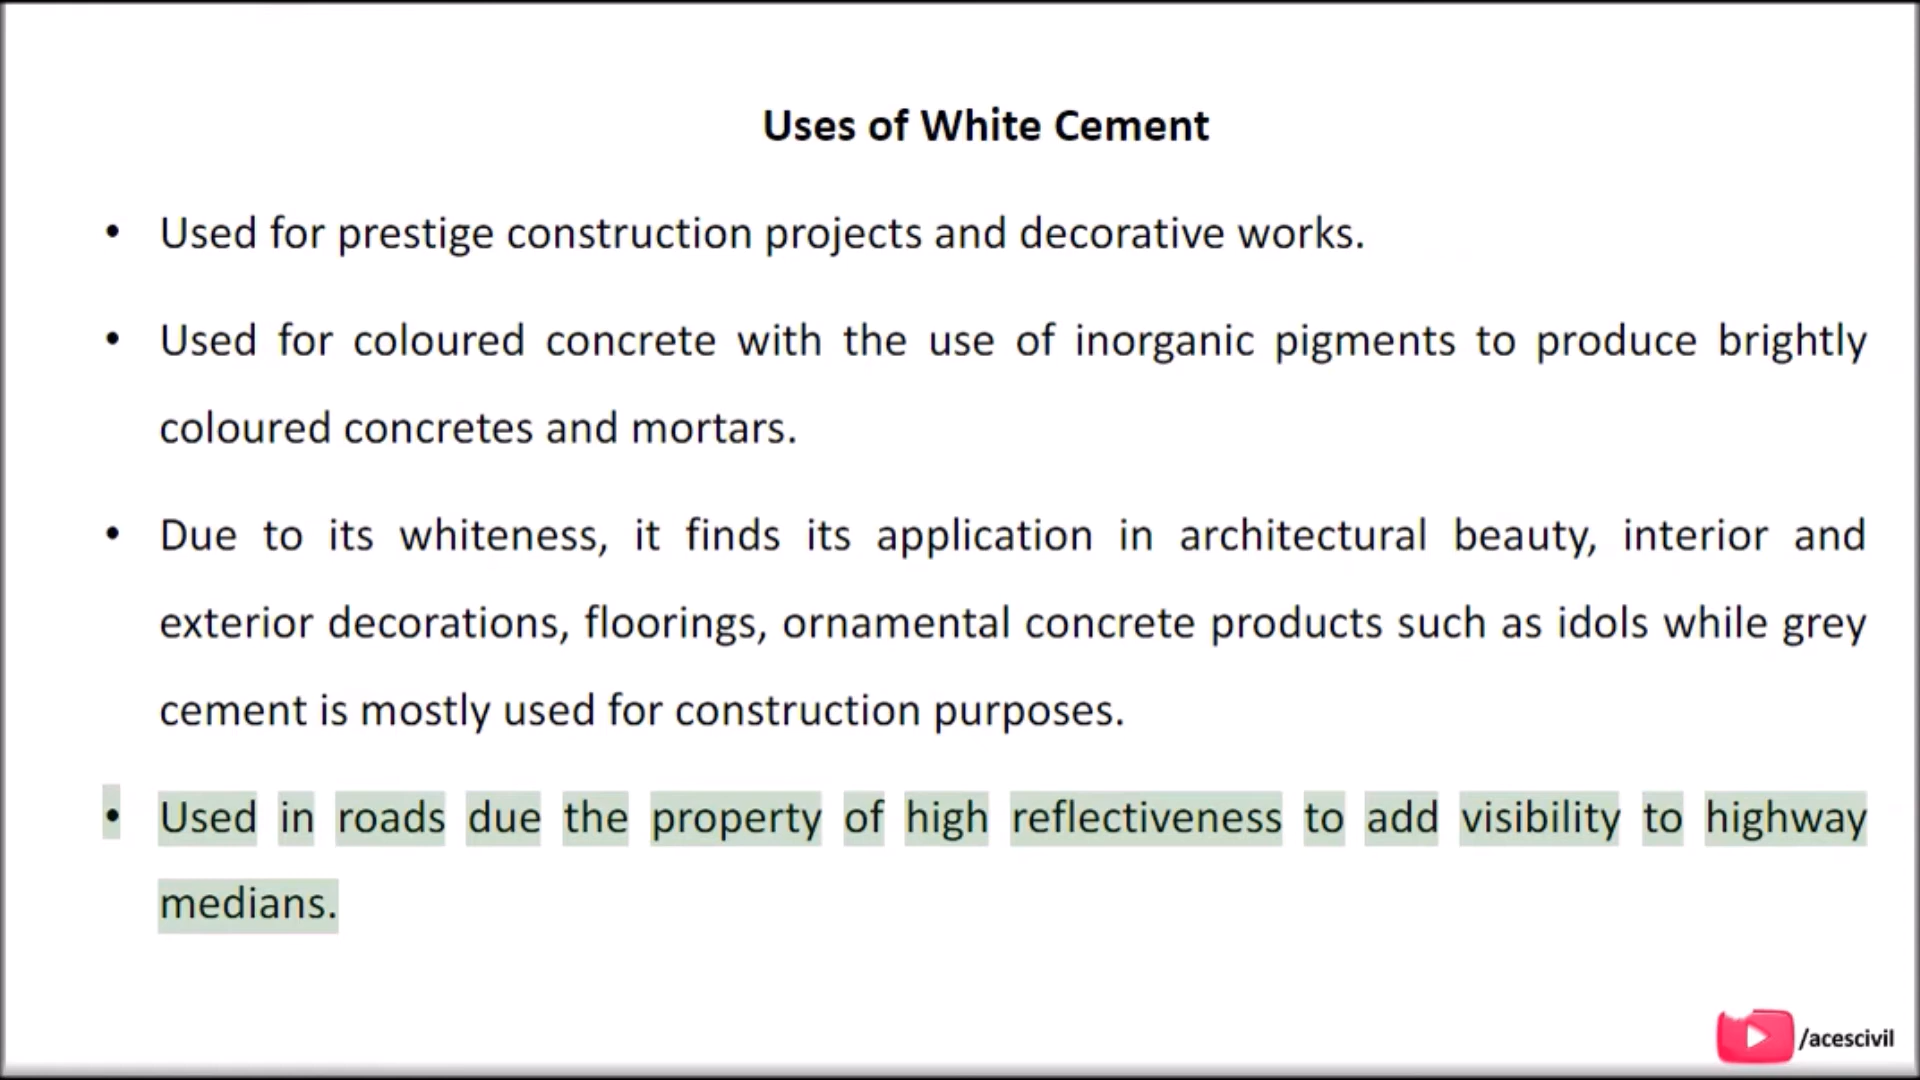 Uses of White Cement
• Used for prestige construction projects and decorative works.
• Used for coloured concrete with the use of inorganic pigments to produce brightly
coloured concretes and mortars.
• Due to its whiteness, it finds its application in architectural beauty, interior and
exterior decorations, floorings, ornamental concrete products such as idols while grey
cement is mostly used for construction purposes.
• Used in roads due the property of high reflectiveness to add visibility to highway
medians.
/acescivil